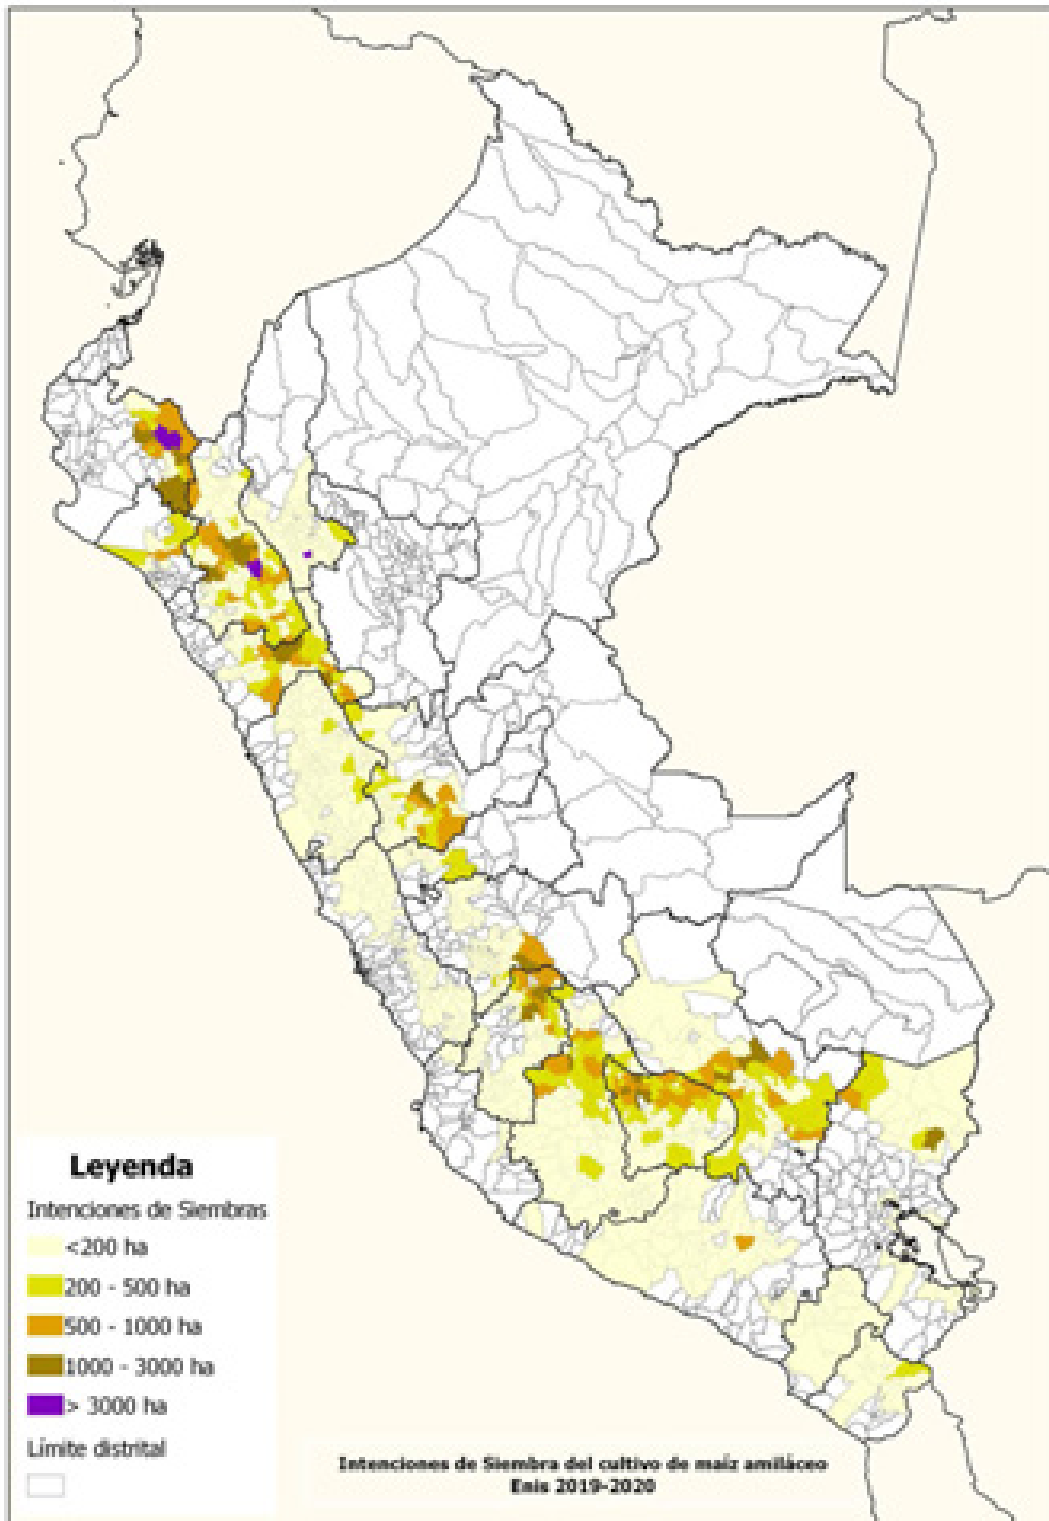 Leyenda
Intenciones de Siembras
<200 ha
200 - 500 ha
500 - 1000 ha
1000 - 3000 ha
> 3000 ha
Límite distrital
Intenciones de Siembra del cultivo de maíz amiláceo
Enis 2019-2020